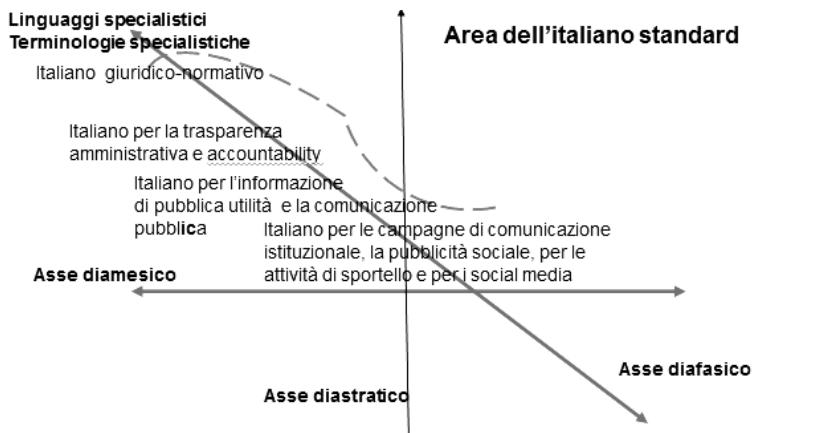 Linguaggi specialistici
Terminologie specialistiche
Area dell'italiano standard
Italiano giuridico-normativo
Italiano per la trasparenza
amministrativa e accountability
Italiano per l'informazione
di pubblica utilità e la comunicazione
pubblica
Italiano per le campagne di comunicazione
istituzionale, la pubblicità sociale, per le
attività di sportello e per i social media
Asse diamesico
Asse diafasico
Asse diastratico